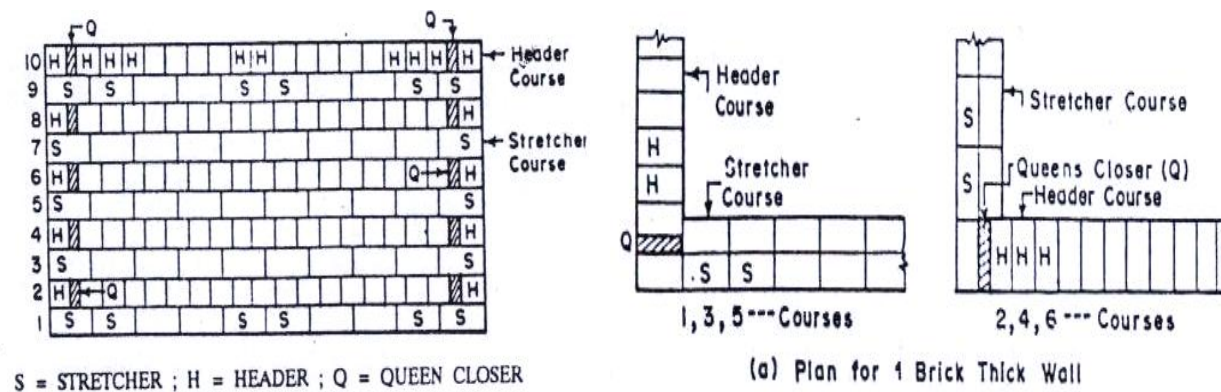 Q Q
10 H H H H H H H H H H
Header
Course
9 S S S S S S
8 H H
7 S S
Stretcher
Course
6 H Q H
5 S S
4 H H
3 S S
2 H Q H
1 S S S S S S
S = STRETCHER ; H = HEADER ; Q = QUEEN CLOSER
Header
Course
H
H
Stretcher
Course
Q
S S
1,3,5---Courses
S
Stretcher Course
S
Queens Closer (Q)
Header Course
H H H
2,4,6---Courses
(a) Plan for 1 Brick Thick Wall